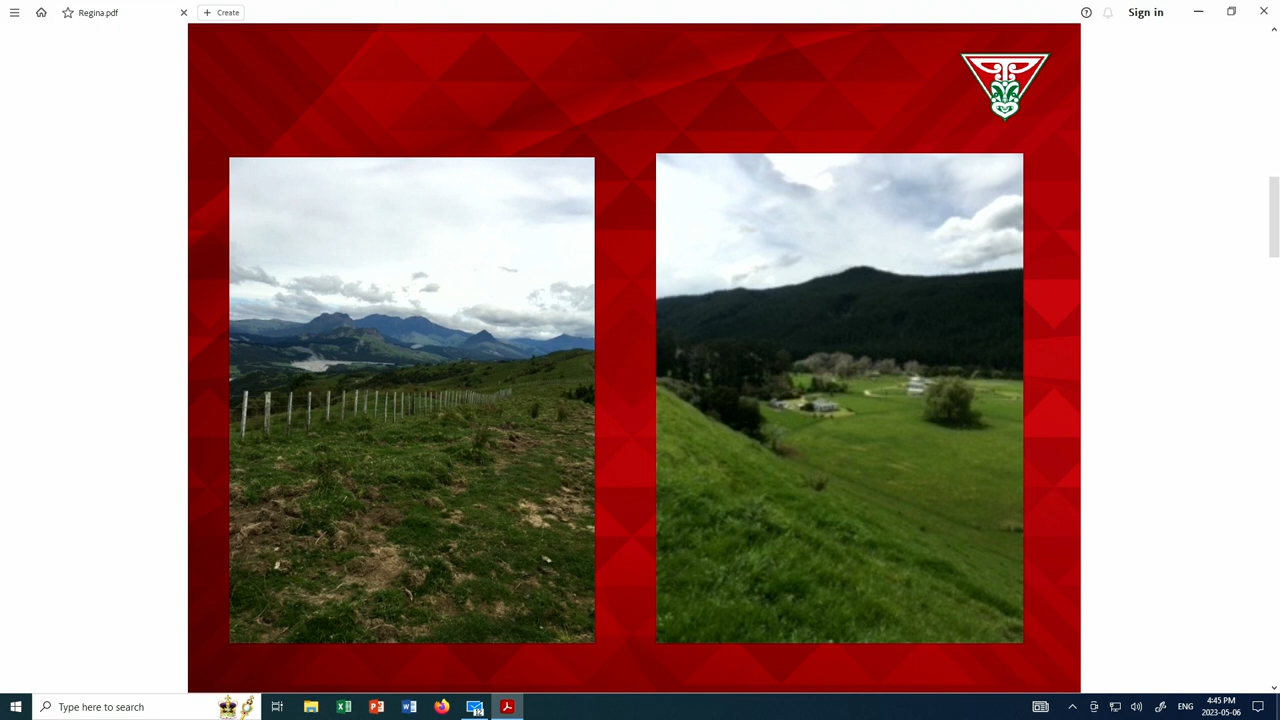 Regina.pdf
Create
Sign in
Type here to search
ENG
4:45 PM
2023-05-06